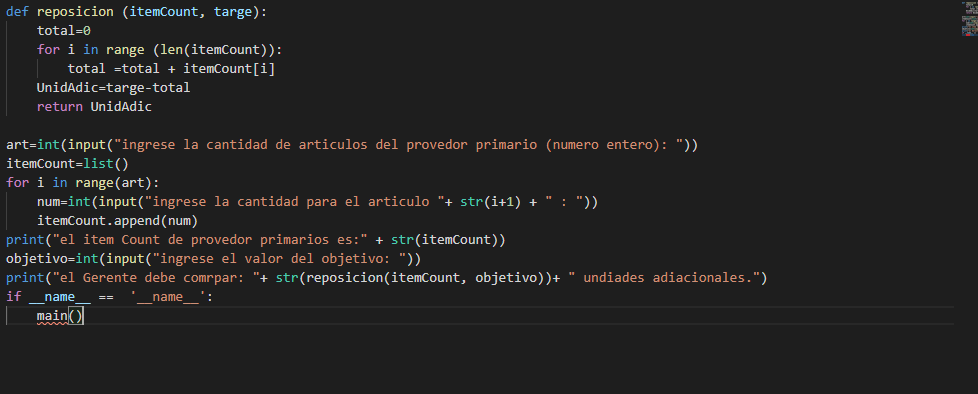 def reposicion (itemCount, targe):
    total=0
    for i in range (len(itemCount)):
        total =total + itemCount[i]
    UnidAdic=targe-total
    return UnidAdic

art=int(input("ingrese la cantidad de articulos del provedor primario (numero entero): "))
itemCount=list()
for i in range(art):
    num=int(input("ingrese la cantidad para el articulo "+ str(i+1) + " : "))
    itemCount.append(num)
print("el item Count de provedor primarios es:" + str(itemCount))
objetivo=int(input("ingrese el valor del objetivo: "))
print("el Gerente debe comrpar: "+ str(reposicion(itemCount, objetivo))+ " undiades adiacionales.")
if __name__ ==  '__name__':
    main()